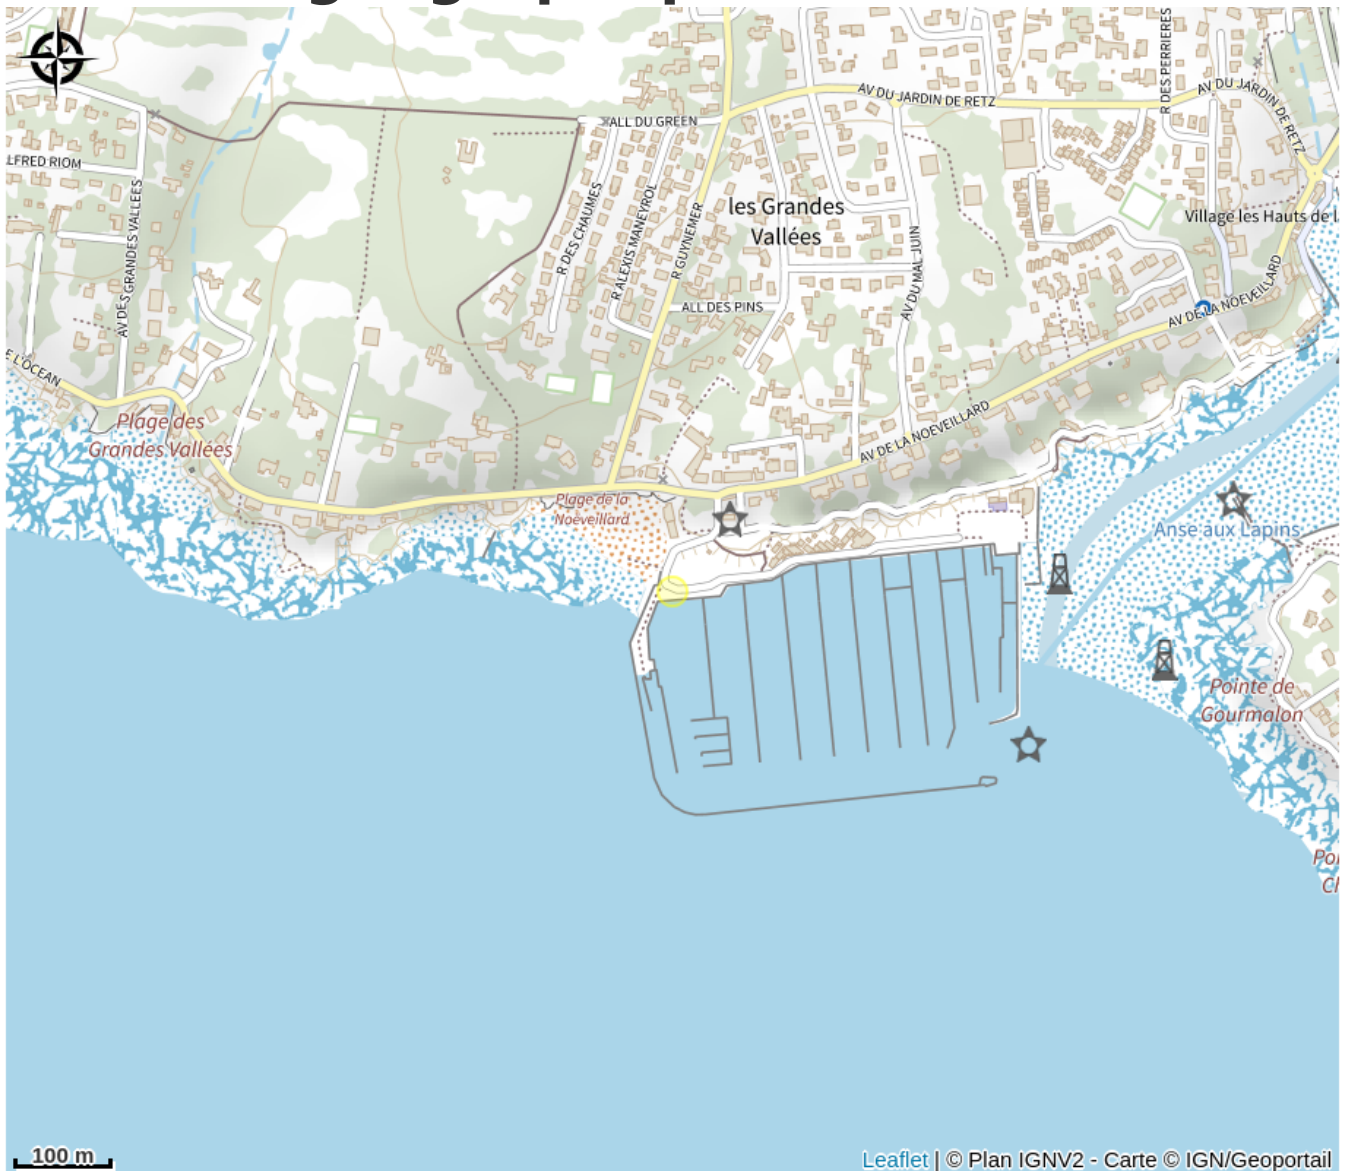 AV DU JARDIN DE RETZ
R DES PERRIERES
AV DU JARDIN DE RETZ
ALL DU GREEN
LFRED RIOM
AV DES GRANDES VALLEES
R DES CHAUMES
R ALEXIS MANEYROL
R GUYNEMER
les Grandes
Vallées
Village les Hauts de l
AV DU MAL JUIN
ALL DES PINS
AV DE LA NOEVEILLARD
E L'OCEAN
Plage des
Grandes Vallées
AV DE LA NOEVEILLARD
Plage de la
Noëveillard
Anse aux Lapins
Pointe de
Gourmalon
100 m
Leaflet | © Plan IGNV2 - Carte © IGN/Geoportail